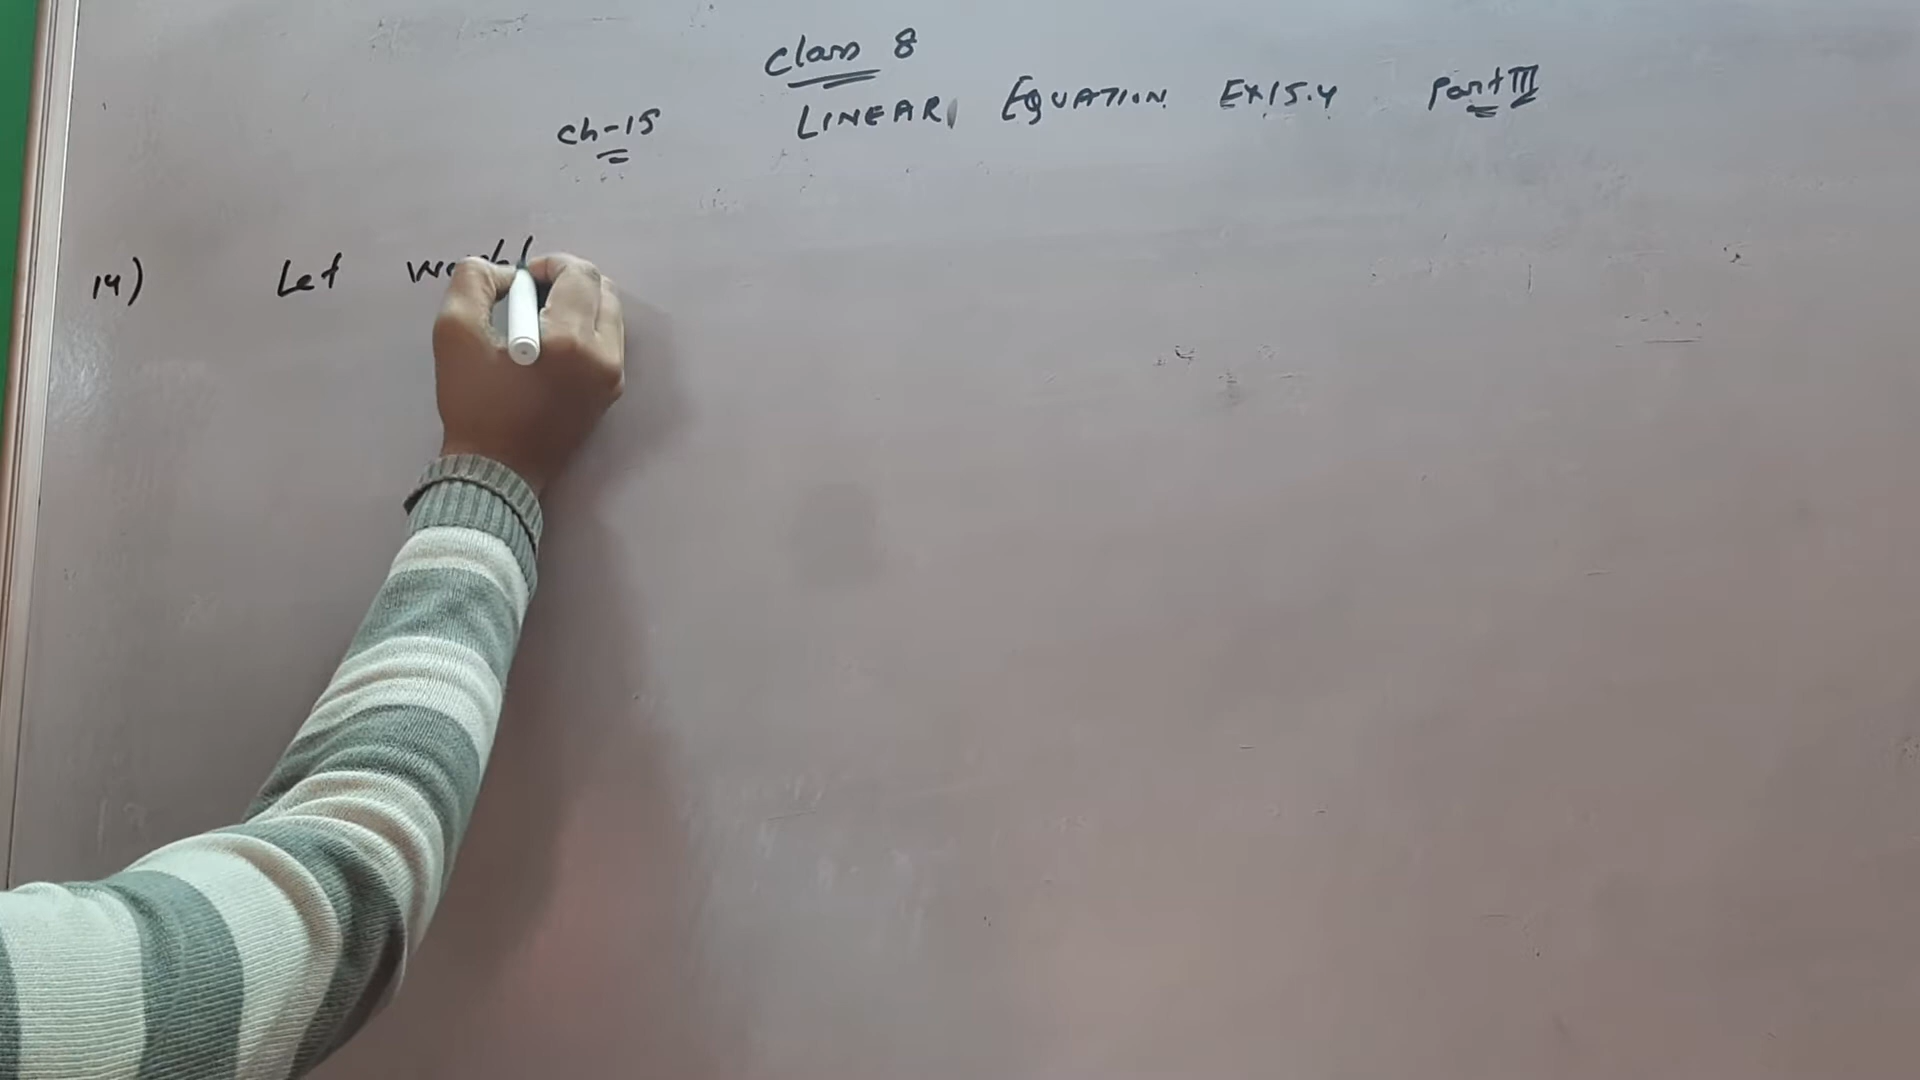 Class 8
Ch-15 LINEAR EQUATION EX15.4 Part III
14) Let